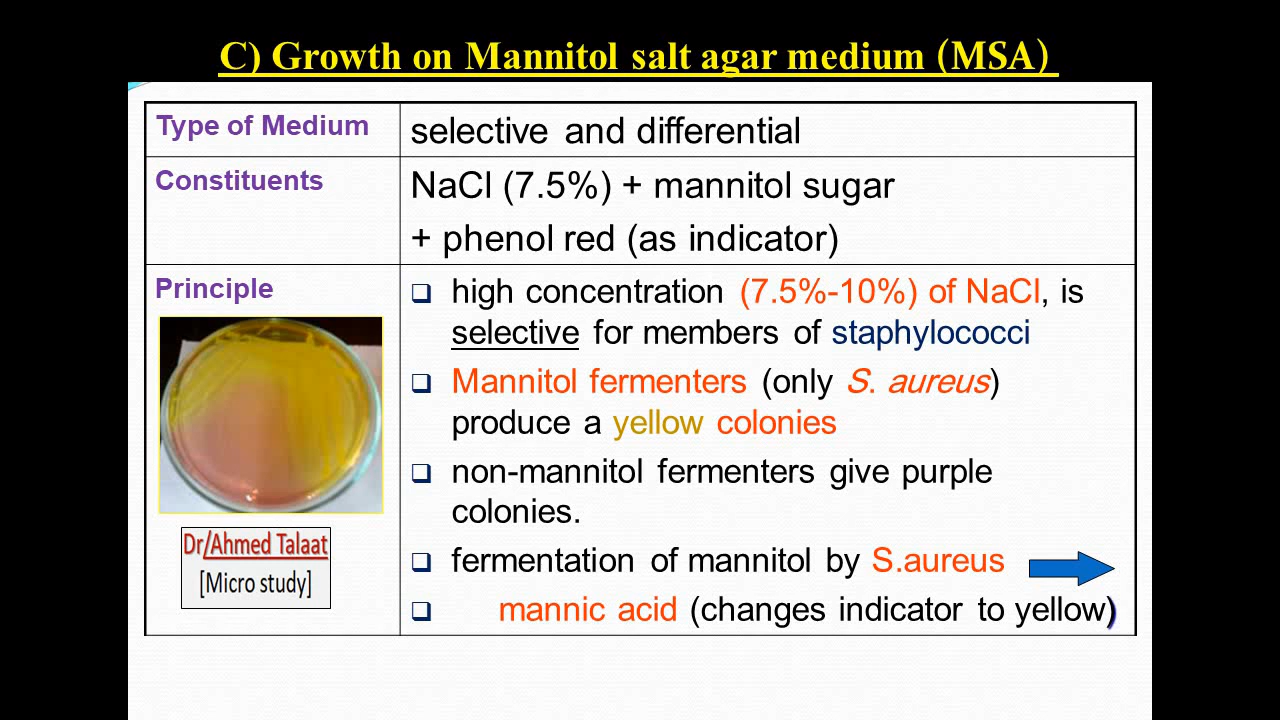 C) Growth on Mannitol salt agar medium (MSA)
Type of Medium
selective and differential
Constituents
NaCl (7.5%) + mannitol sugar
+ phenol red (as indicator)
Principle
high concentration (7.5%-10%) of NaCl, is
selective for members of staphylococci
Mannitol fermenters (only S. aureus)
produce a yellow colonies
non-mannitol fermenters give purple
colonies.
fermentation of mannitol by S.aureus
mannic acid (changes indicator to yellow)
Dr/Ahmed Talaat
[Micro study]